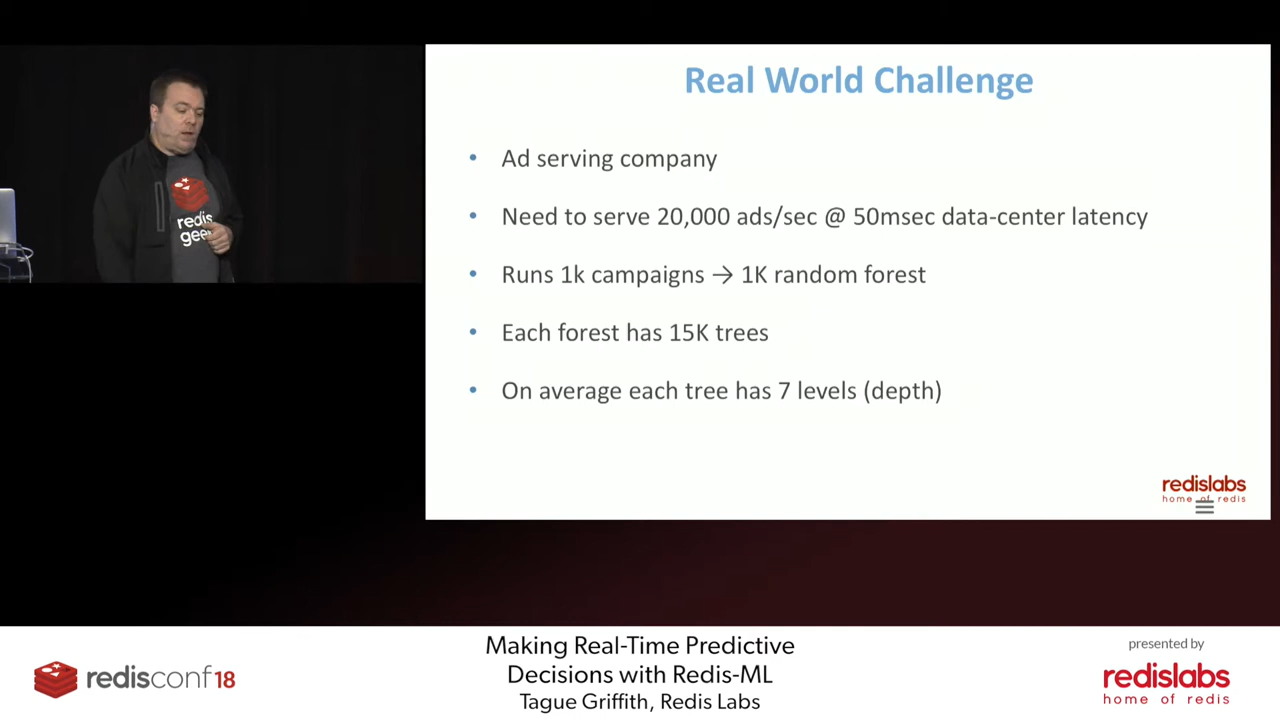 Real World Challenge
• Ad serving company
• Need to serve 20,000 ads/sec @ 50msec data-center latency
• Runs 1k campaigns → 1K random forest
• Each forest has 15K trees
• On average each tree has 7 levels (depth)
redislabs
home of redis
redis
geek
redisconf18
Making Real-Time Predictive
Decisions with Redis-ML
Tague Griffith, Redis Labs
presented by
redislabs
home of redis